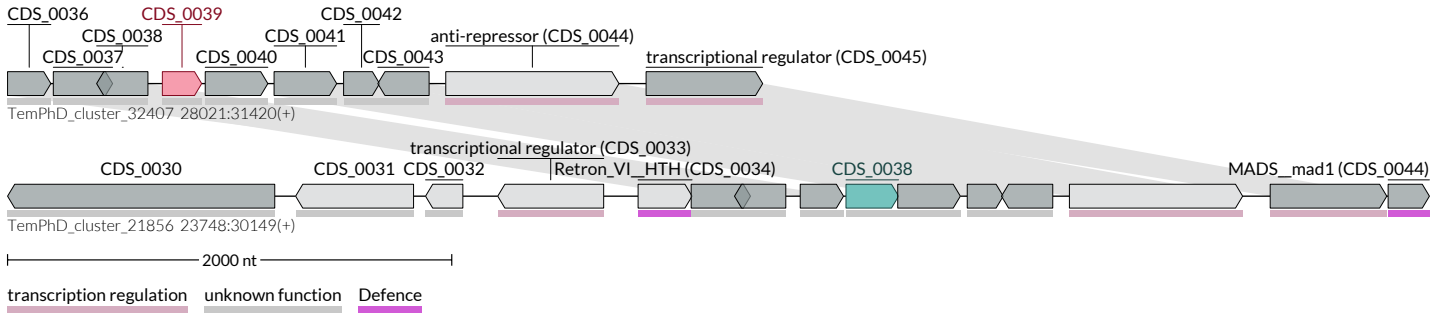 CDS_0036 CDS_0039 CDS_0042
CDS_0038 CDS_0041 anti-repressor (CDS_0044)
CDS_0037 CDS_0040 CDS_0043 transcriptional regulator (CDS_0045)
TemPhD_cluster_32407 28021:31420(+)
transcriptional regulator (CDS_0033)
CDS_0030 CDS_0031 CDS_0032 Retron_VI__HTH (CDS_0034) CDS_0038 MADS__mad1 (CDS_0044)
TemPhD_cluster_21856 23748:30149(+)
2000 nt
transcription regulation unknown function Defence